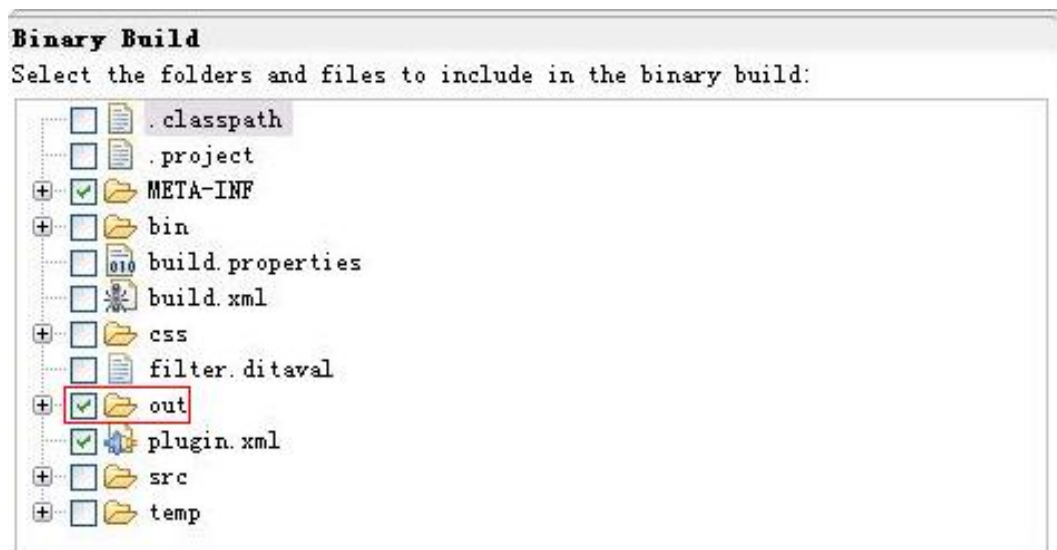 Binary Build
Select the folders and files to include in the binary build:
.classpath
.project
META-INF
bin
build.properties
build.xml
css
filter.ditaval
out
plugin.xml
src
temp